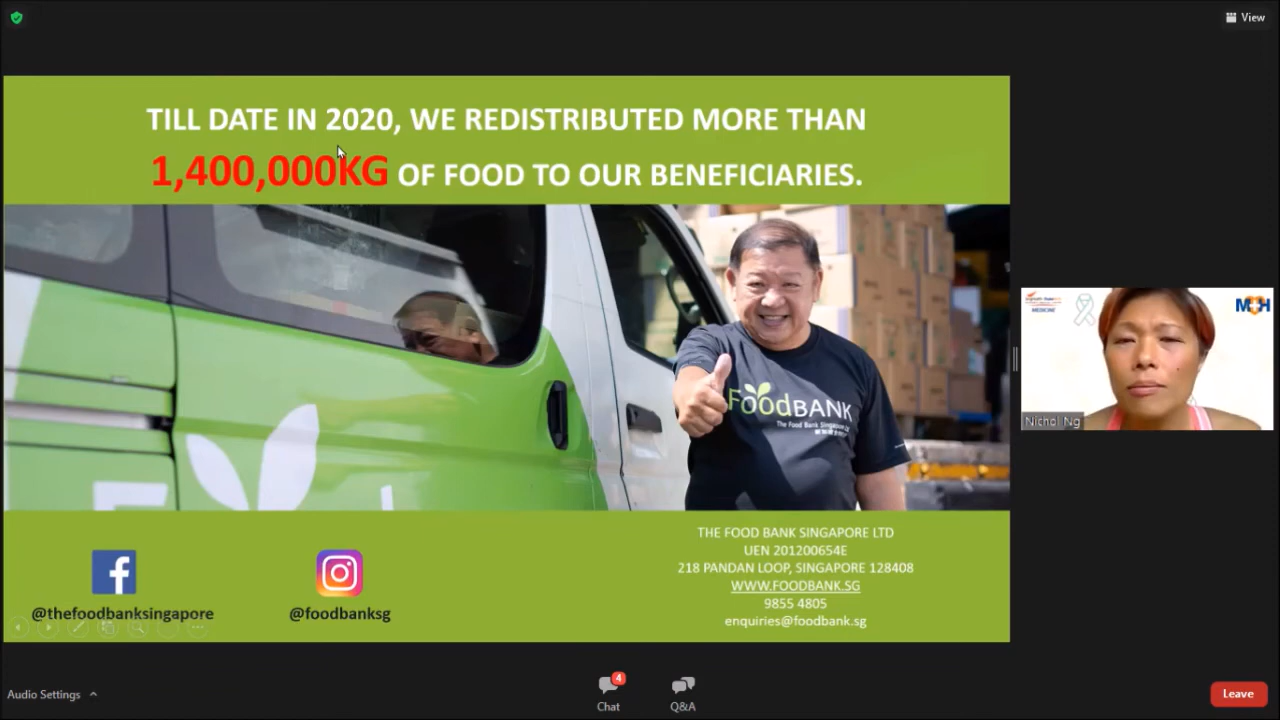 View
TILL DATE IN 2020, WE REDISTRIBUTED MORE THAN
1,400,000KG OF FOOD TO OUR BENEFICIARIES.
FoodBANK
The Food Bank Singapore Ltd
MEDICINE
Nichol Ng
THE FOOD BANK SINGAPORE LTD
UEN 201200654E
218 PANDAN LOOP, SINGAPORE 128408
WWW.FOODBANK.SG
9855 4805
enquiries@foodbank.sg
@thefoodbanksingapore
@foodbanksg
Audio Settings
4
Chat
Q&A
Leave